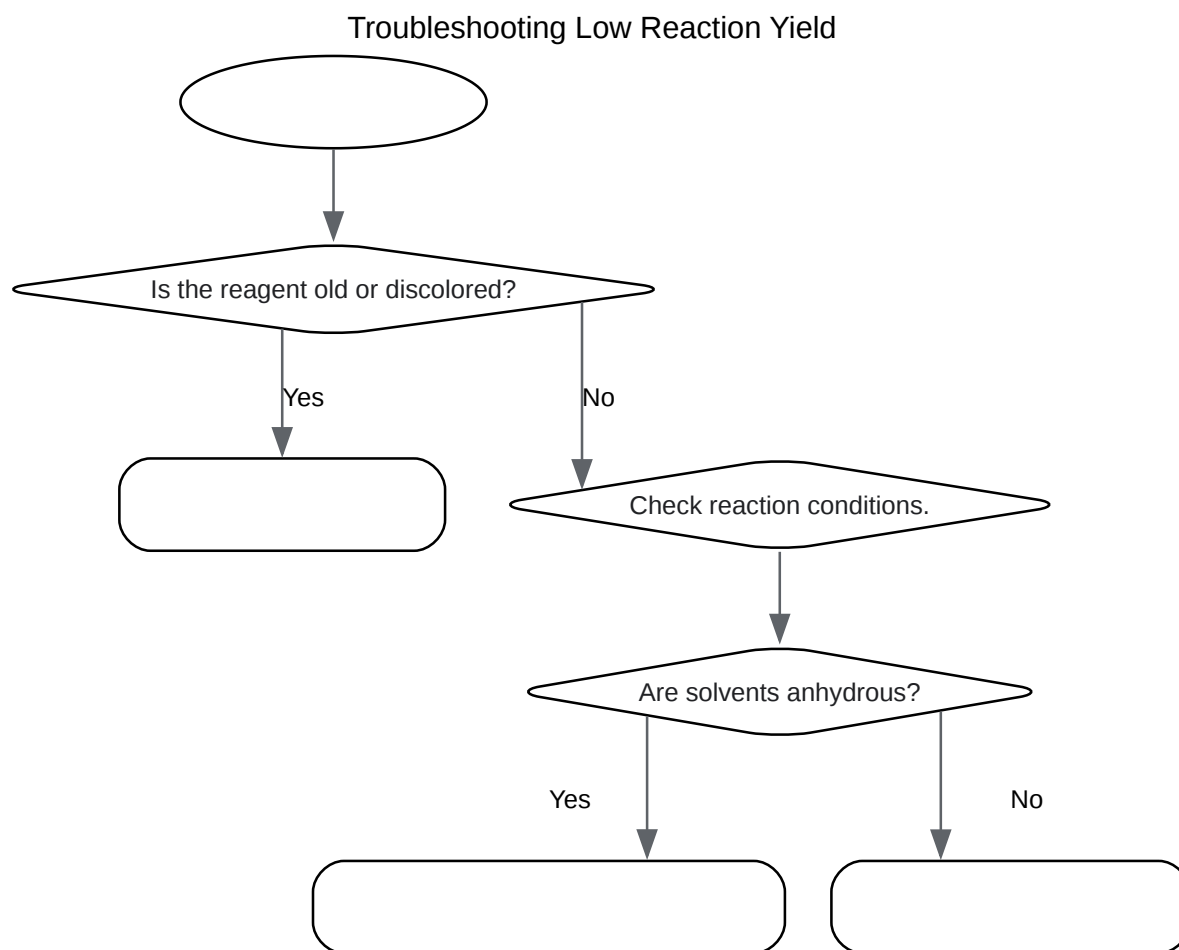 Troubleshooting Low Reaction Yield
Is the reagent old or discolored?
Yes
No
Check reaction conditions.
Are solvents anhydrous?
Yes
No